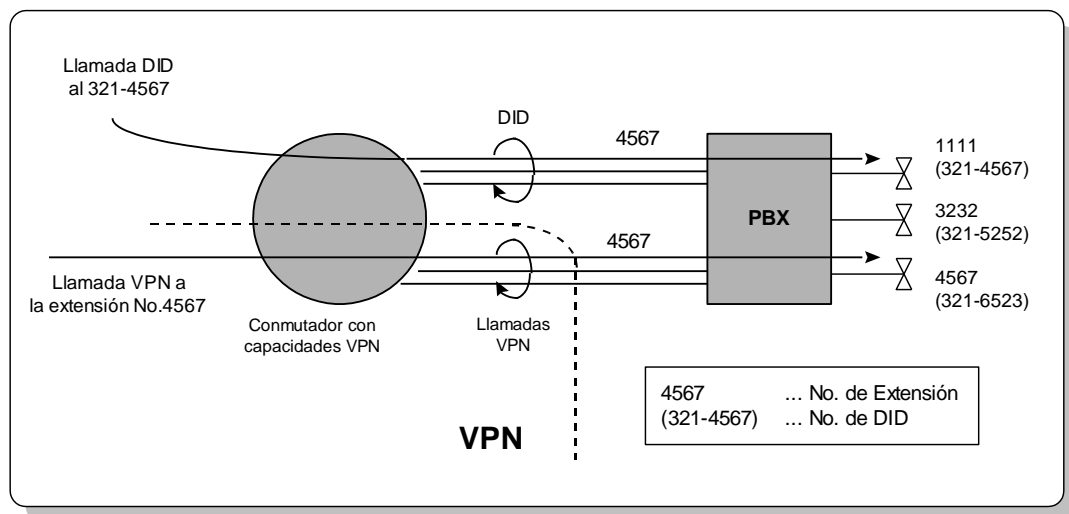 Llamada DID
al 321-4567
DID
4567
1111
(321-4567)
PBX
3232
(321-5252)
4567
4567
(321-6523)
Llamada VPN a
la extensión No.4567
Conmutador con
capacidades VPN
Llamadas
VPN
VPN
4567 ... No. de Extensión
(321-4567) ... No. de DID